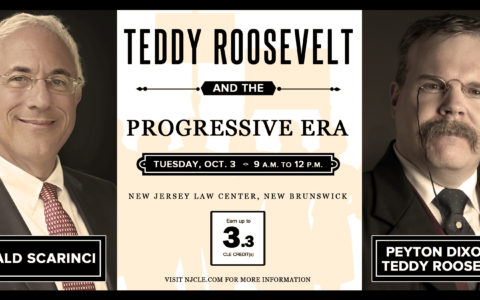 TEDDY ROOSEVELT
AND THE
PROGRESSIVE ERA
TUESDAY, OCT. 3 9 A.M. TO 12 P.M.
NEW JERSEY LAW CENTER, NEW BRUNSWICK
Earn up to
3.3
CLE CREDIT(s)
VISIT NJCLE.COM FOR MORE INFORMATION
ALD SCARINCI
PEYTON DIXO
TEDDY ROOSE